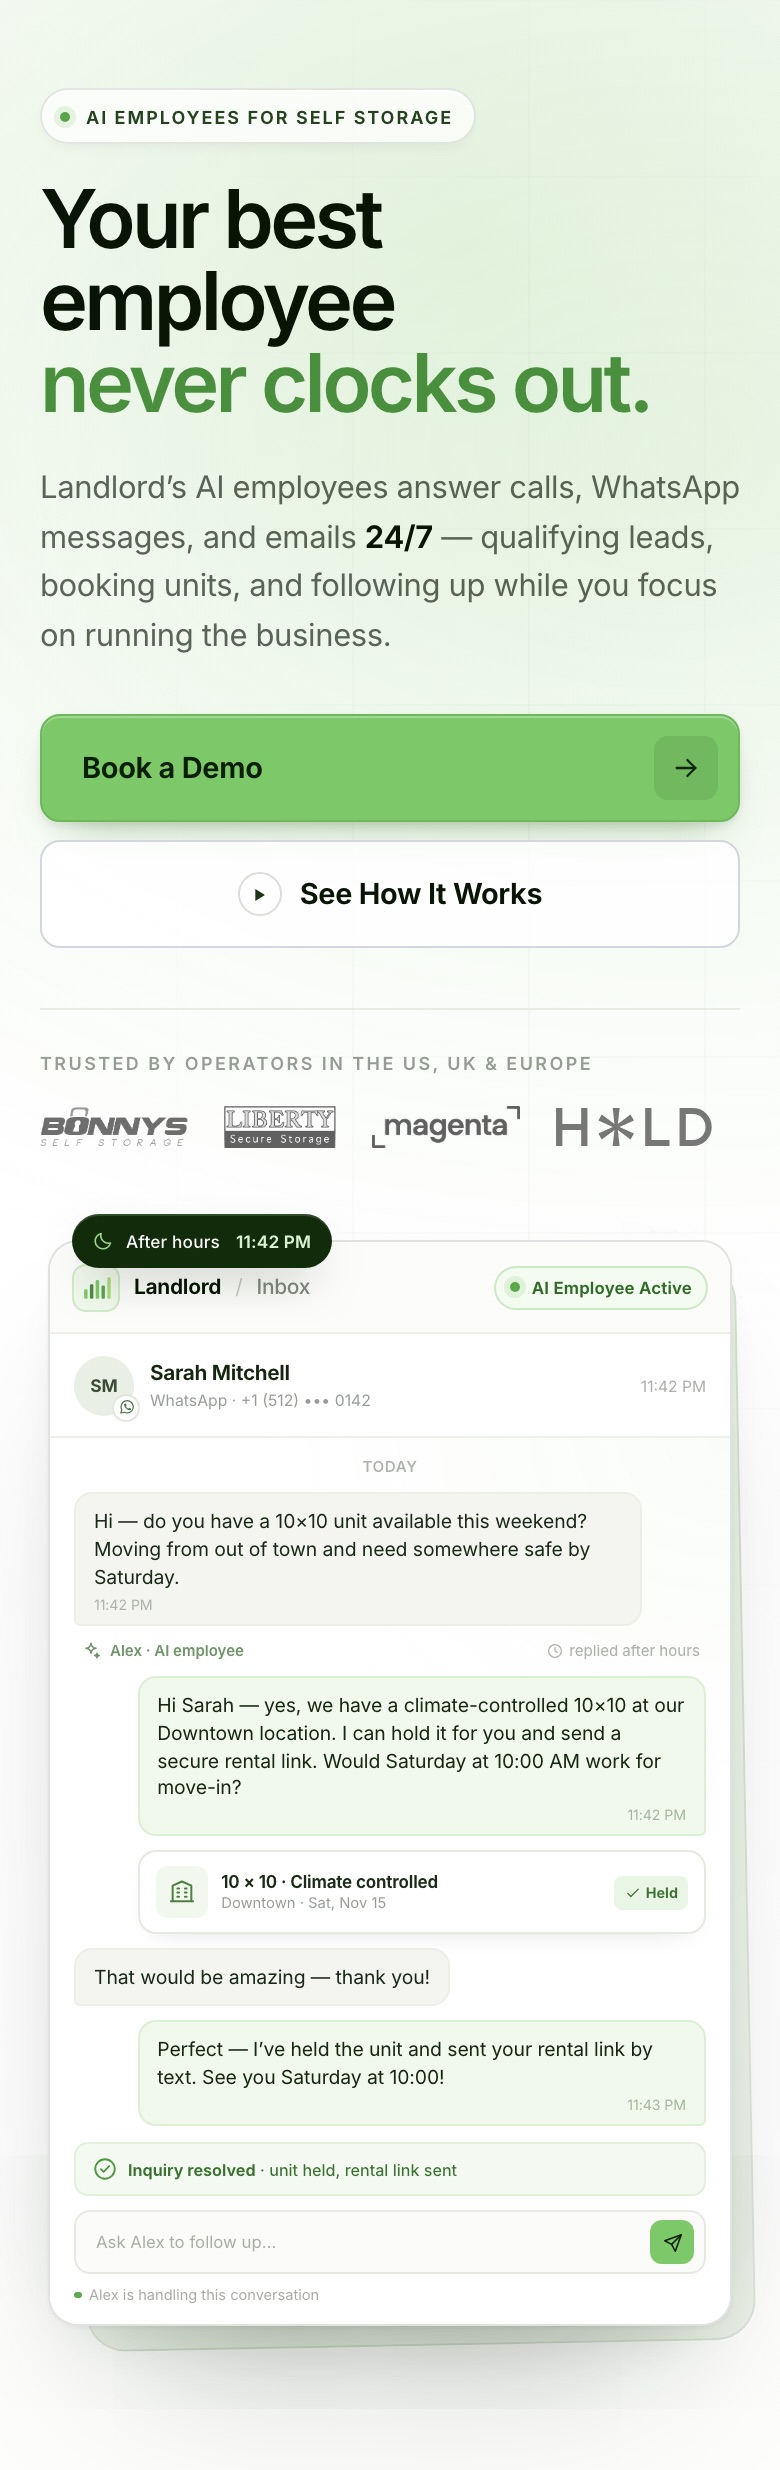 AI EMPLOYEES FOR SELF STORAGE
Your best
employee
never clocks out.
Landlord’s AI employees answer calls, WhatsApp
messages, and emails 24/7 — qualifying leads,
booking units, and following up while you focus
on running the business.
Book a Demo
See How It Works
TRUSTED BY OPERATORS IN THE US, UK & EUROPE
BONNYS
SELF STORAGE
LIBERTY
Secure Storage
magenta
H*LD
After hours 11:42 PM
Landlord / Inbox
AI Employee Active
SM
Sarah Mitchell
WhatsApp · +1 (512) ••• 0142
11:42 PM
TODAY
Hi — do you have a 10×10 unit available this weekend?
Moving from out of town and need somewhere safe by
Saturday.
11:42 PM
Alex · AI employee
replied after hours
Hi Sarah — yes, we have a climate-controlled 10×10 at our
Downtown location. I can hold it for you and send a
secure rental link. Would Saturday at 10:00 AM work for
move-in?
11:42 PM
10 × 10 · Climate controlled
Downtown · Sat, Nov 15
Held
That would be amazing — thank you!
Perfect — I’ve held the unit and sent your rental link by
text. See you Saturday at 10:00!
11:43 PM
Inquiry resolved · unit held, rental link sent
Ask Alex to follow up...
Alex is handling this conversation